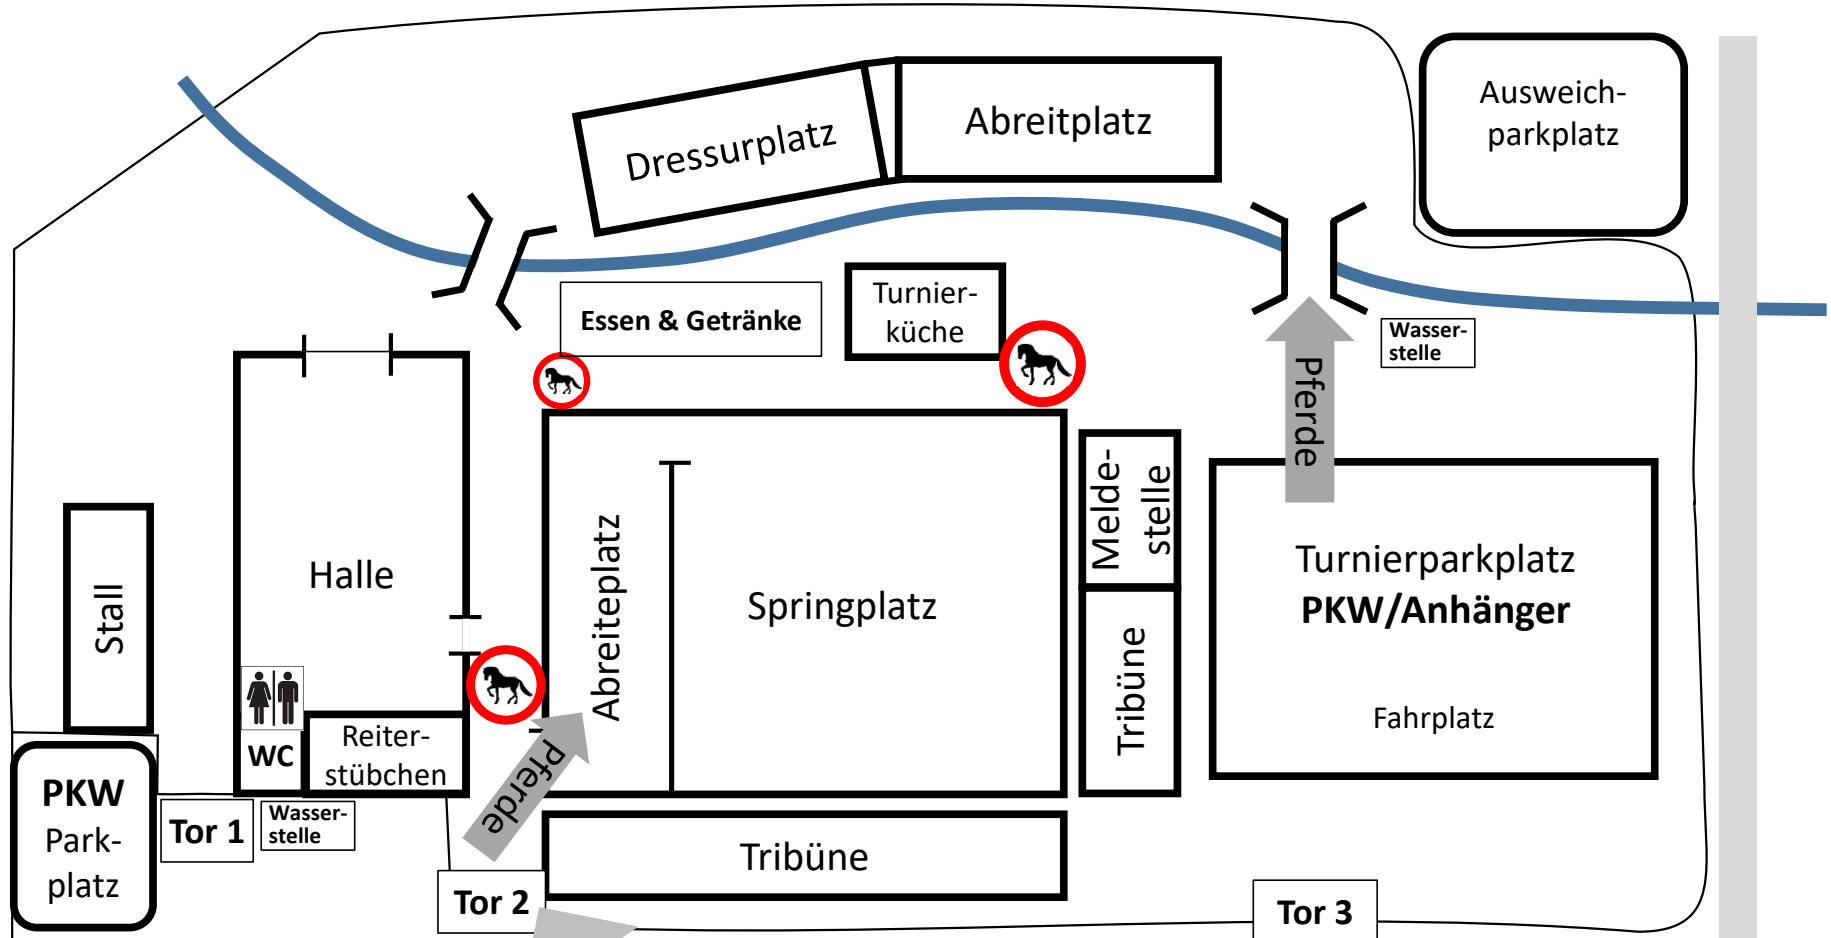 Ausweich-
parkplatz
Abreitplatz
Dressurplatz
Turnier-
küche
Essen & Getränke
Wasser-
stelle
Pferde
Melde-
stelle
Turnierparkplatz
PKW/Anhänger
Fahrplatz
Halle
Stall
Abreiteplatz
Springplatz
Tribüne
WC
Reiter-
stübchen
PKW
Park-
platz
Tor 1
Wasser-
stelle
Pferde
Tribüne
Tor 2
Tor 3